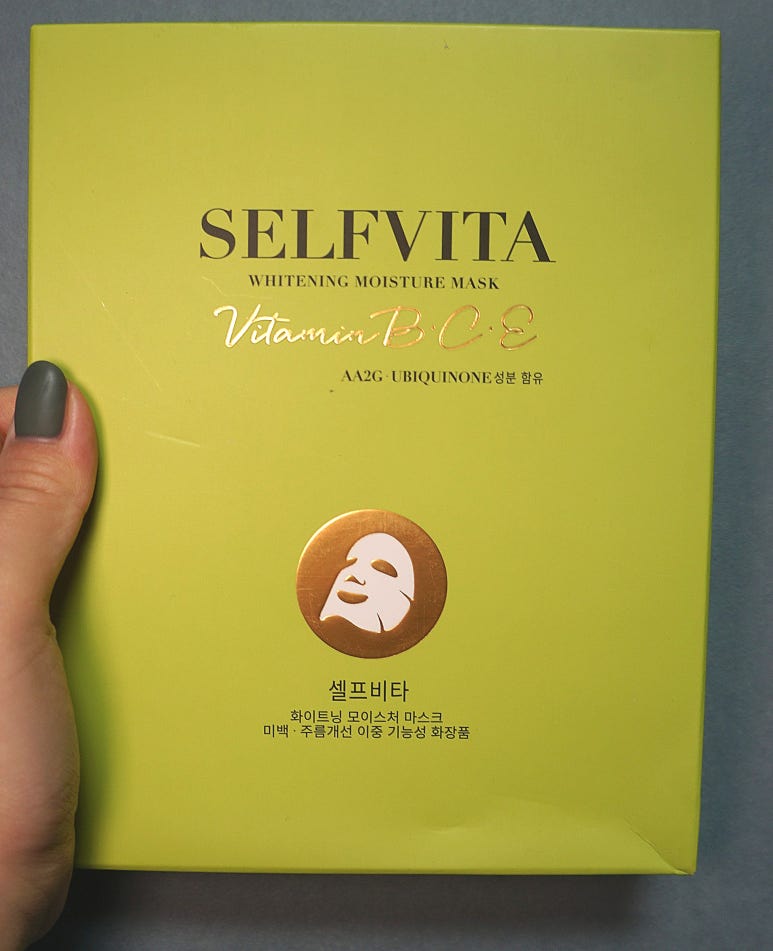 SELFVITA
WHITENING MOISTURE MASK
Vitamin B·C·E
AA2G·UBIQUINONE성분 함유
셀프비타
화이트닝 모이스처 마스크
미백·주름개선 이중 기능성 화장품